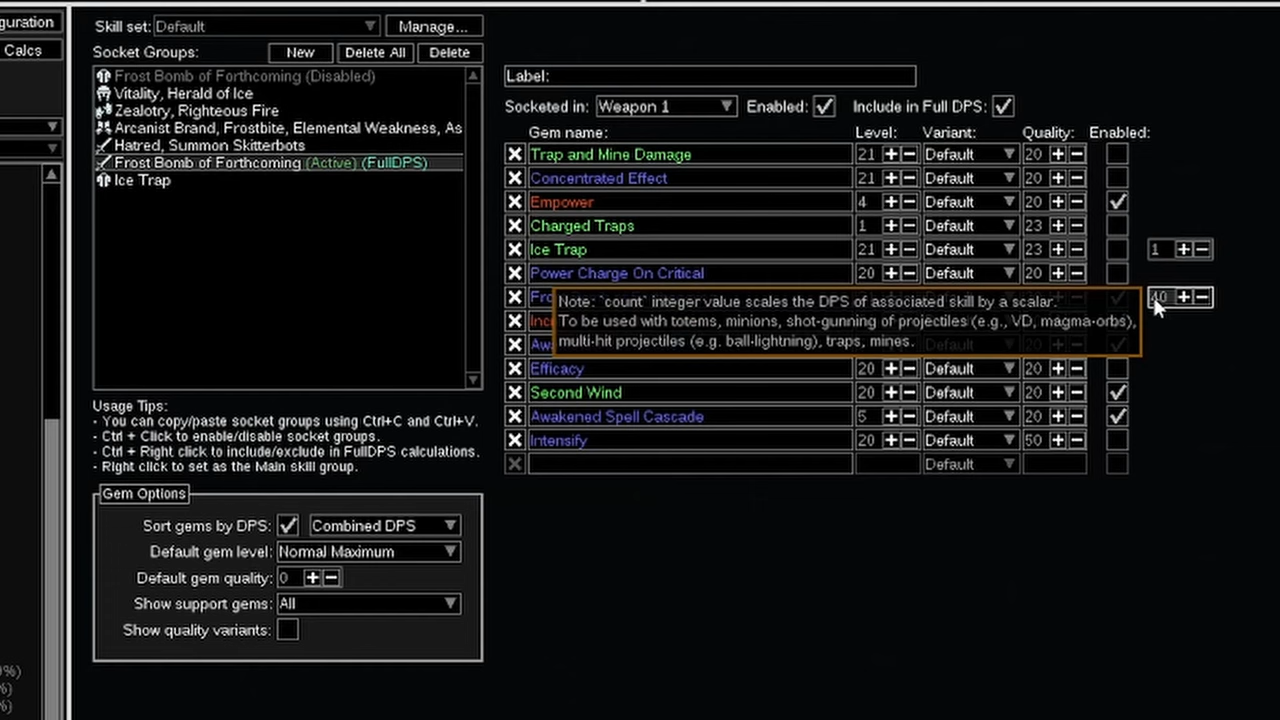 guration
Calcs
Skill set: Default Manage...
Socket Groups: New Delete All Delete
Frost Bomb of Forthcoming (Disabled)
Vitality, Herald of Ice
Zealotry, Righteous Fire
Arcanist Brand, Frostbite, Elemental Weakness, As
Hatred, Summon Skitterbots
Frost Bomb of Forthcoming (Active) (FullDPS)
Ice Trap
Usage Tips:
- You can copy/paste socket groups using Ctrl+C and Ctrl+V.
- Ctrl + Click to enable/disable socket groups.
- Ctrl + Right click to include/exclude in FullDPS calculations.
- Right click to set as the Main skill group.
Gem Options
Sort gems by DPS: Combined DPS
Default gem level: Normal Maximum
Default gem quality: 0
Show support gems: All
Show quality variants:
Label:
Socketed in: Weapon 1 Enabled: Include in Full DPS:
Gem name: Level: Variant: Quality: Enabled:
Trap and Mine Damage 21 Default 20
Concentrated Effect 21 Default 20
Empower 4 Default 20
Charged Traps 1 Default 23
Ice Trap 21 Default 23 1
Power Charge On Critical 20 Default 20
Fro 40
Note: `count` integer value scales the DPS of associated skill by a scalar.
Inc
To be used with totems, minions, shot-gunning of projectiles (e.g., VD, magma-orbs),
Aw
multi-hit projectiles (e.g. ball-lightning), traps, mines.
Efficacy 20 Default 20
Second Wind 20 Default 20
Awakened Spell Cascade 5 Default 20
Intensify 20 Default 50
Default
%)
%)
%)